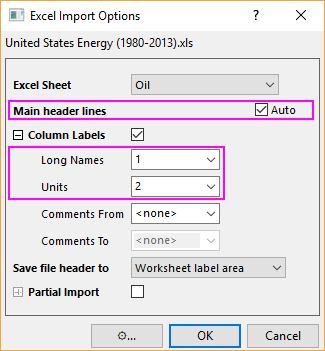 Excel Import Options
United States Energy (1980-2013).xls
Excel Sheet Oil
Main header lines Auto
Column Labels
Long Names 1
Units 2
Comments From <none>
Comments To <none>
Save file header to Worksheet label area
Partial Import
... OK Cancel